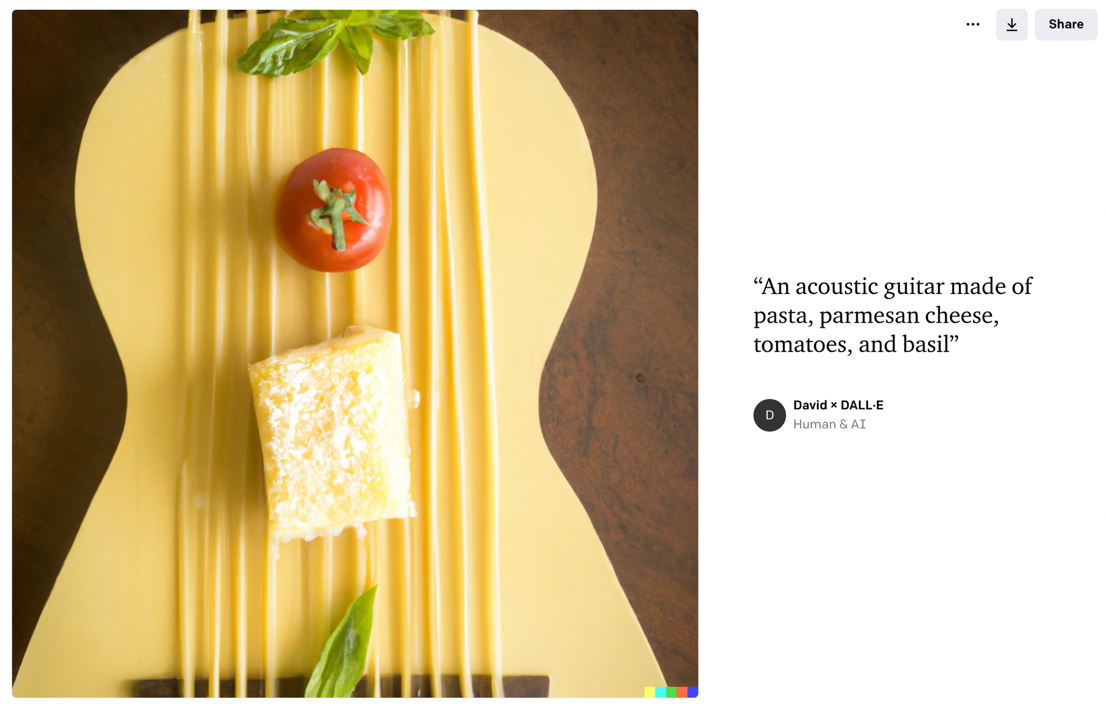 Share
“An acoustic guitar made of
pasta, parmesan cheese,
tomatoes, and basil”
D
David × DALL·E
Human & AI